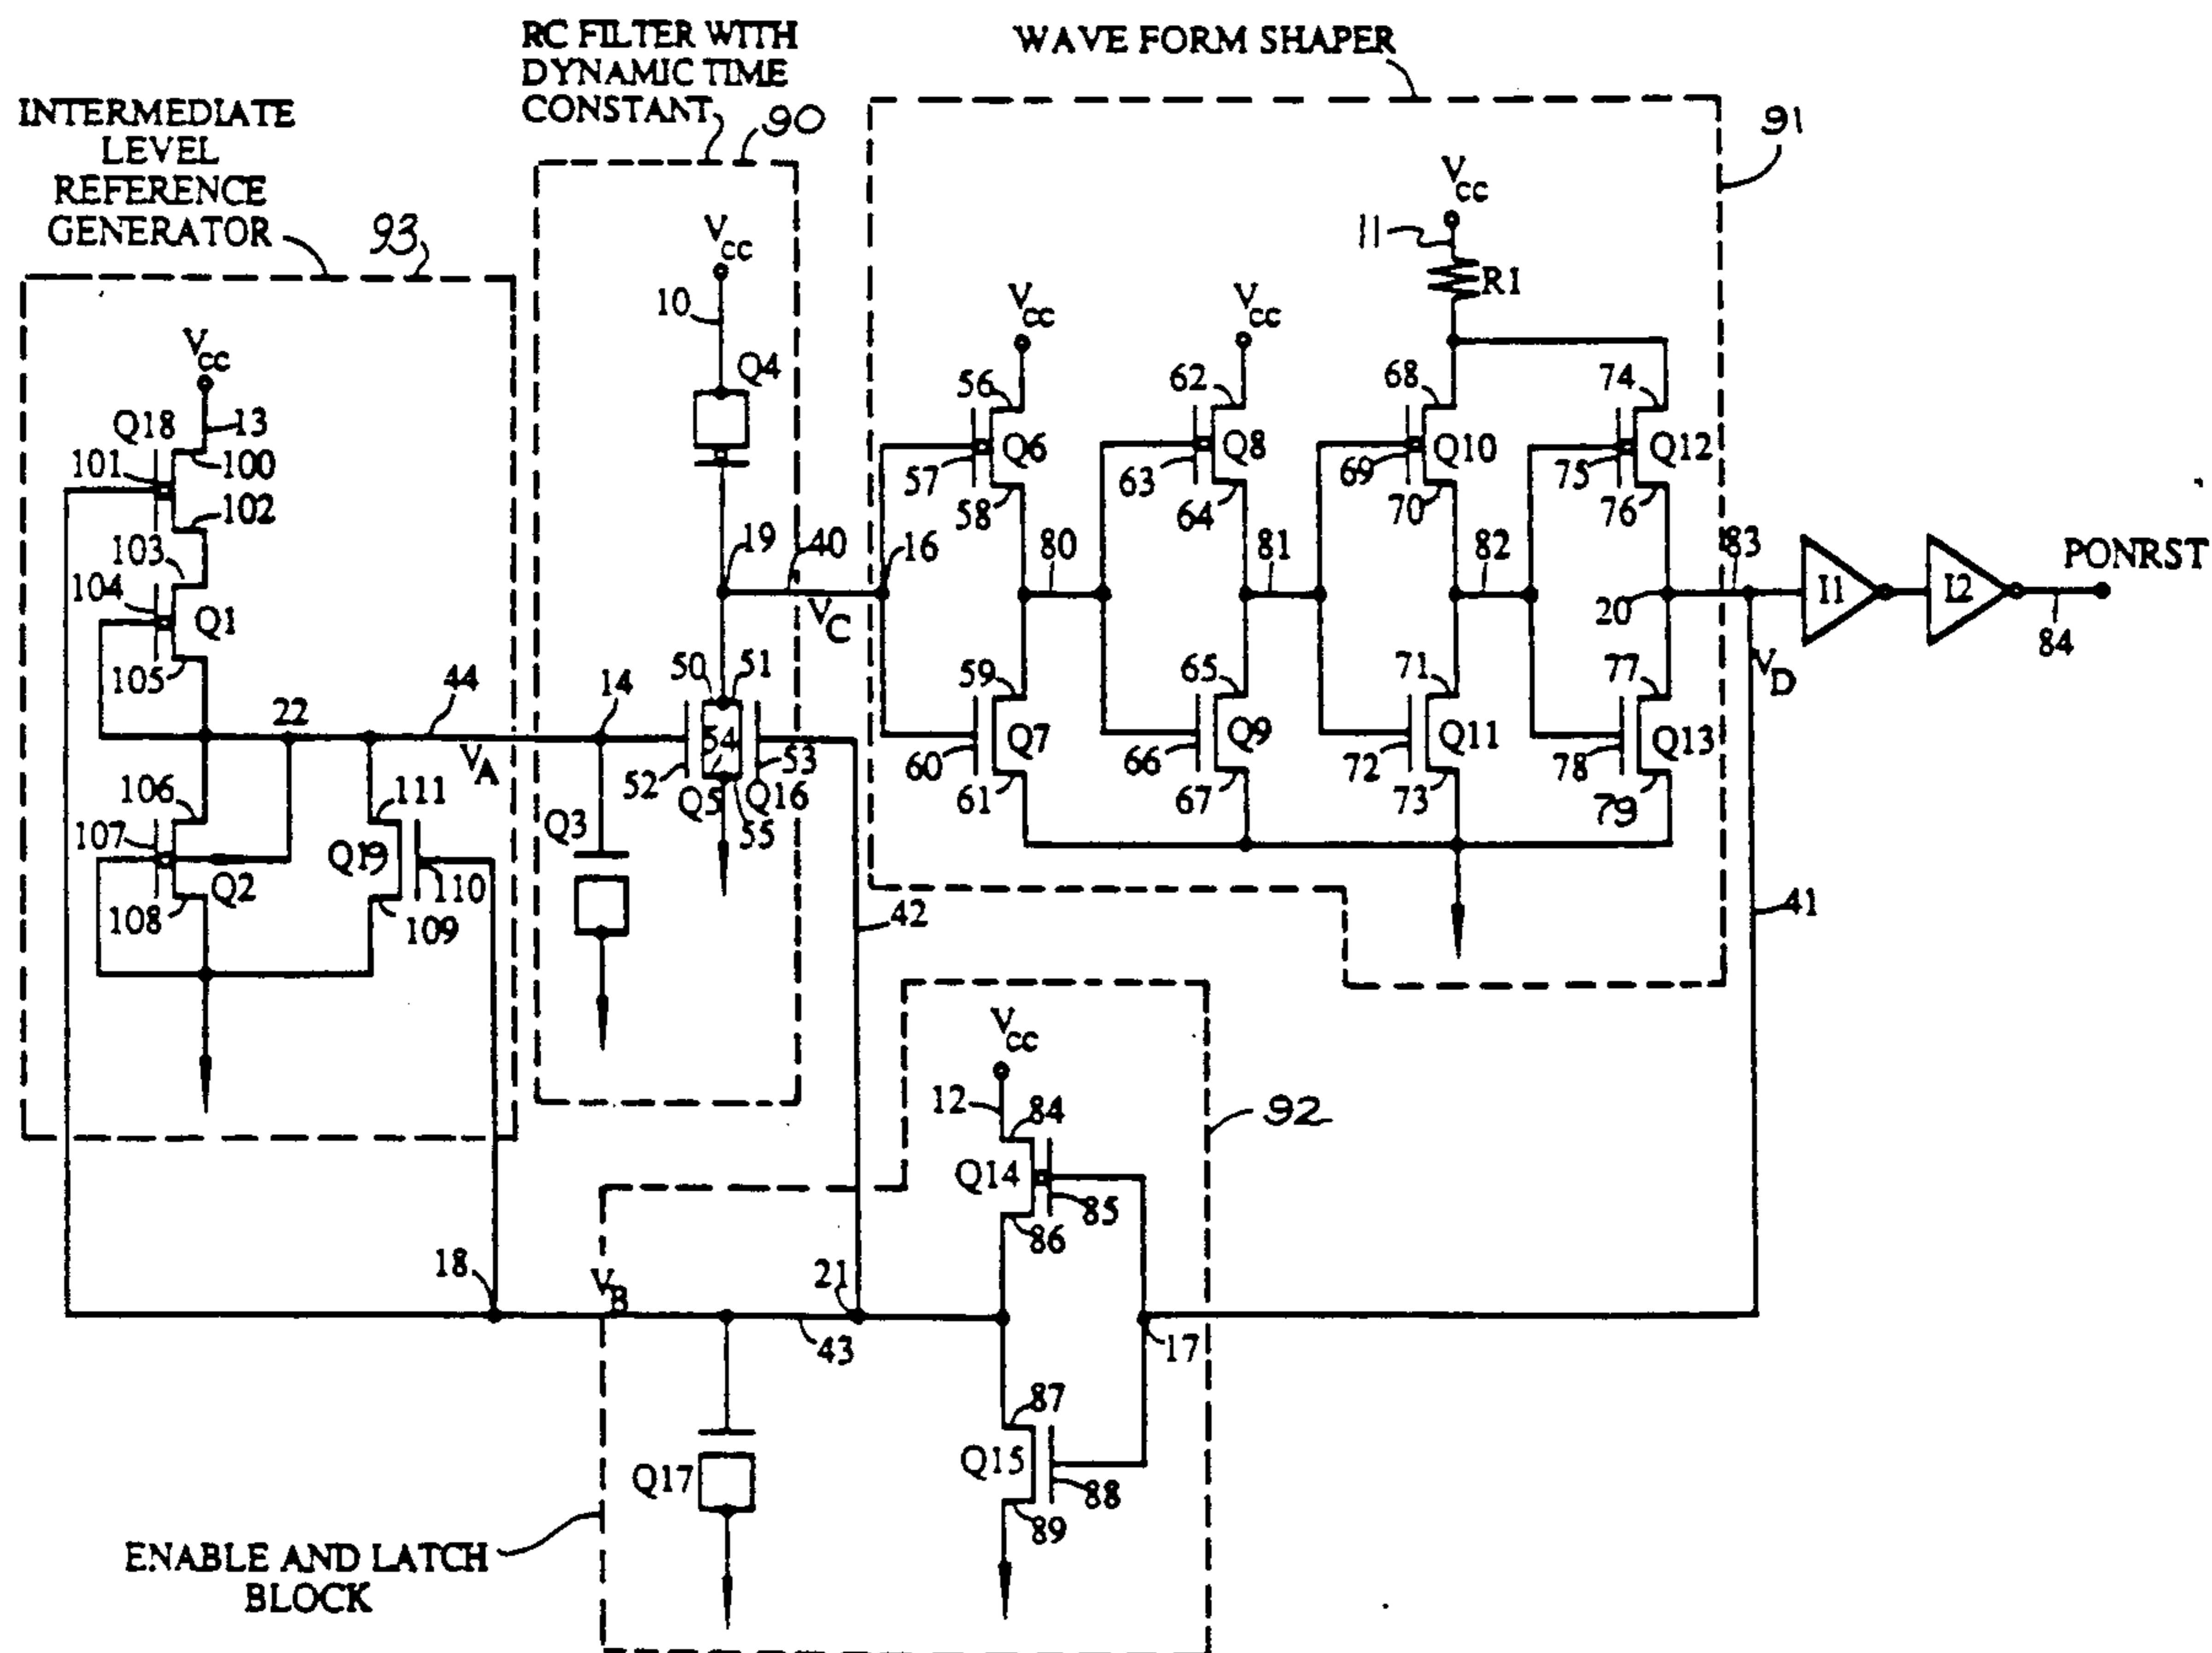 RC FILTER WITH
DYNAMIC TIME
CONSTANT
90
WAVE FORM SHAPER
91
INTERMEDIATE
LEVEL
REFERENCE
GENERATOR
93
VCC
13
Q18
100
101
102
103
104
Q1
105
22
44
VA
106
107
Q2
108
111
Q19
110
109
VCC
10
Q4
19
40
VC
14
50
51
54
52
53
Q5
Q16
55
Q3
42
16
VCC
56
Q6
57
58
80
59
Q7
60
61
VCC
62
Q8
63
64
81
65
Q9
66
67
VCC
11
R1
68
Q10
69
70
82
71
Q11
72
73
74
Q12
75
76
20
83
77
Q13
78
79
VD
I1
I2
PONRST
84
41
92
VCC
12
84
Q14
85
86
18
VB
21
43
17
87
Q15
88
89
Q17
ENABLE AND LATCH
BLOCK